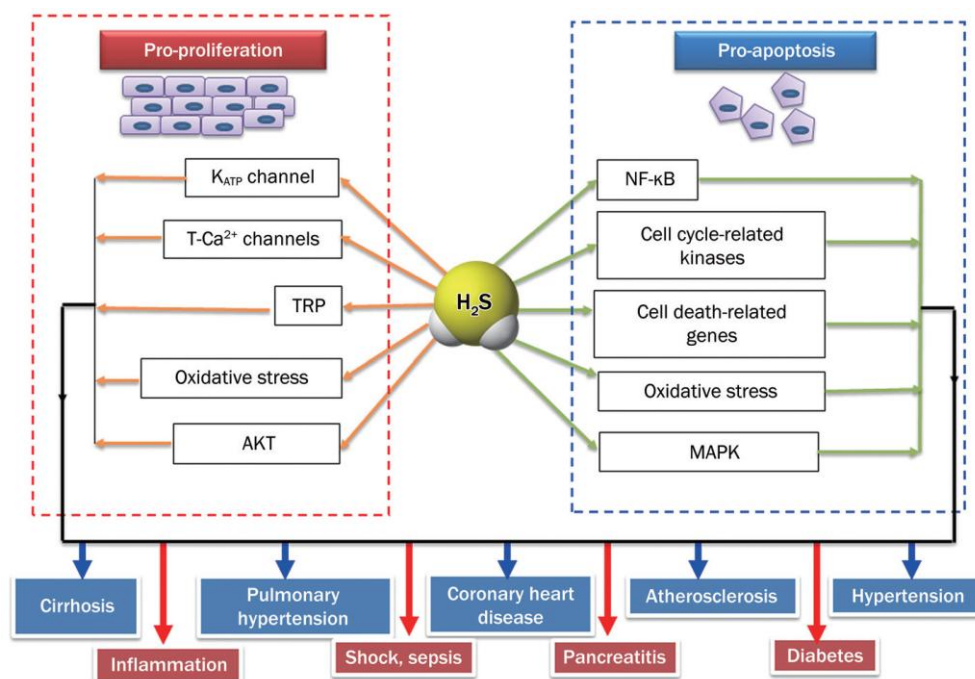 Pro-proliferation
K_ATP channel
T-Ca²⁺ channels
TRP
Oxidative stress
AKT
H₂S
Pro-apoptosis
NF-κB
Cell cycle-related
kinases
Cell death-related
genes
Oxidative stress
MAPK
Cirrhosis
Pulmonary
hypertension
Coronary heart
disease
Atherosclerosis
Hypertension
Inflammation
Shock, sepsis
Pancreatitis
Diabetes